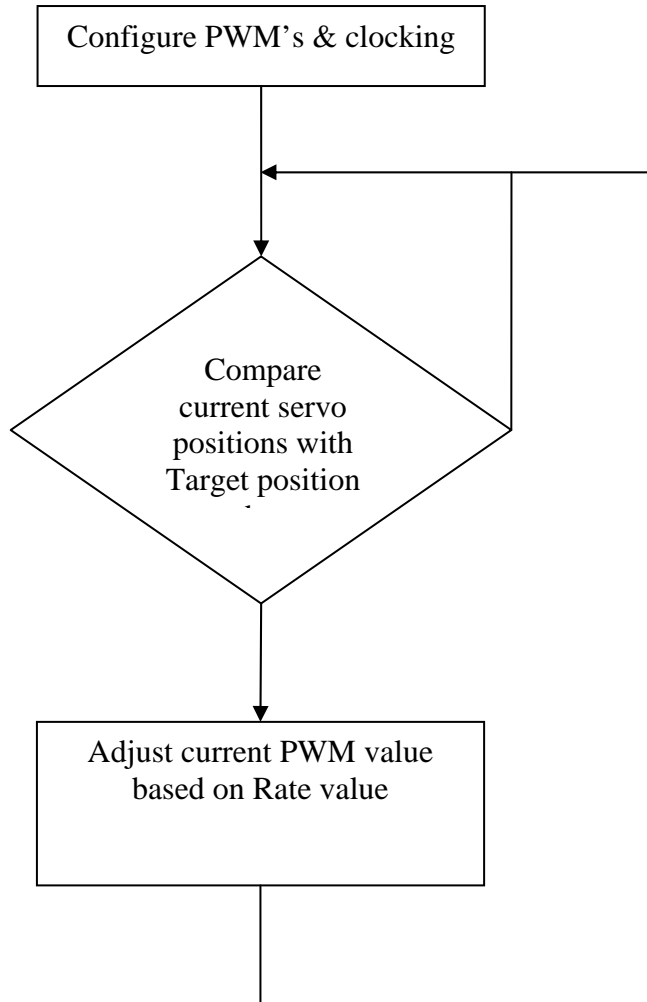 Configure PWM’s & clocking
Compare
current servo
positions with
Target position
Adjust current PWM value
based on Rate value